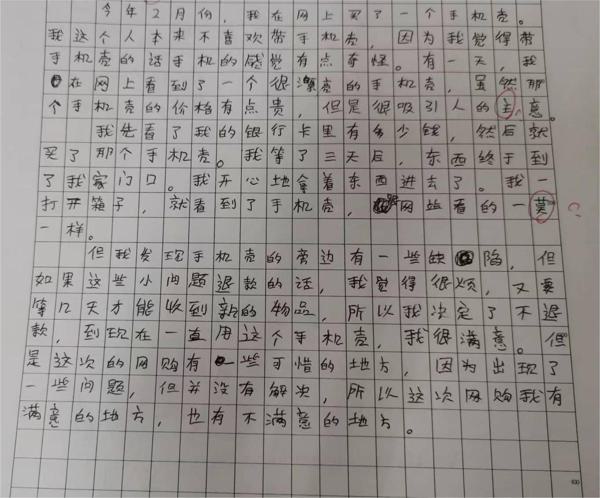 今年2月份，我在网上买了一个手机壳。
我这个人本来不喜欢带手机壳，因为我觉得带
手机壳的话手机的感觉有点奇怪。有一天，我
在网上看到了一个很漂亮的手机壳，虽然那
个手机壳的价格有点贵，但是很吸引人的主意。
我先看了我的银行卡里有多少钱，然后就
买了那个手机壳。我等了三天后，东西终于到
了我家门口。我开心地拿着东西进去了。我一
打开箱子，就看到了手机壳，跟网站看的一莫
一样。
但我发现手机壳的旁边有一些缺陷，但
如果这些小问题退款的话，我觉得很烦，又要
等几天才能收到新的物品，所以我决定了不退
款，到现在一直用这个手机壳，我很满意。但
是这次的网购有一些可惜的地方，因为出现了
一些问题，但并没有解决，所以这次网购我有
满意的地方，也有不满意的地方。
400